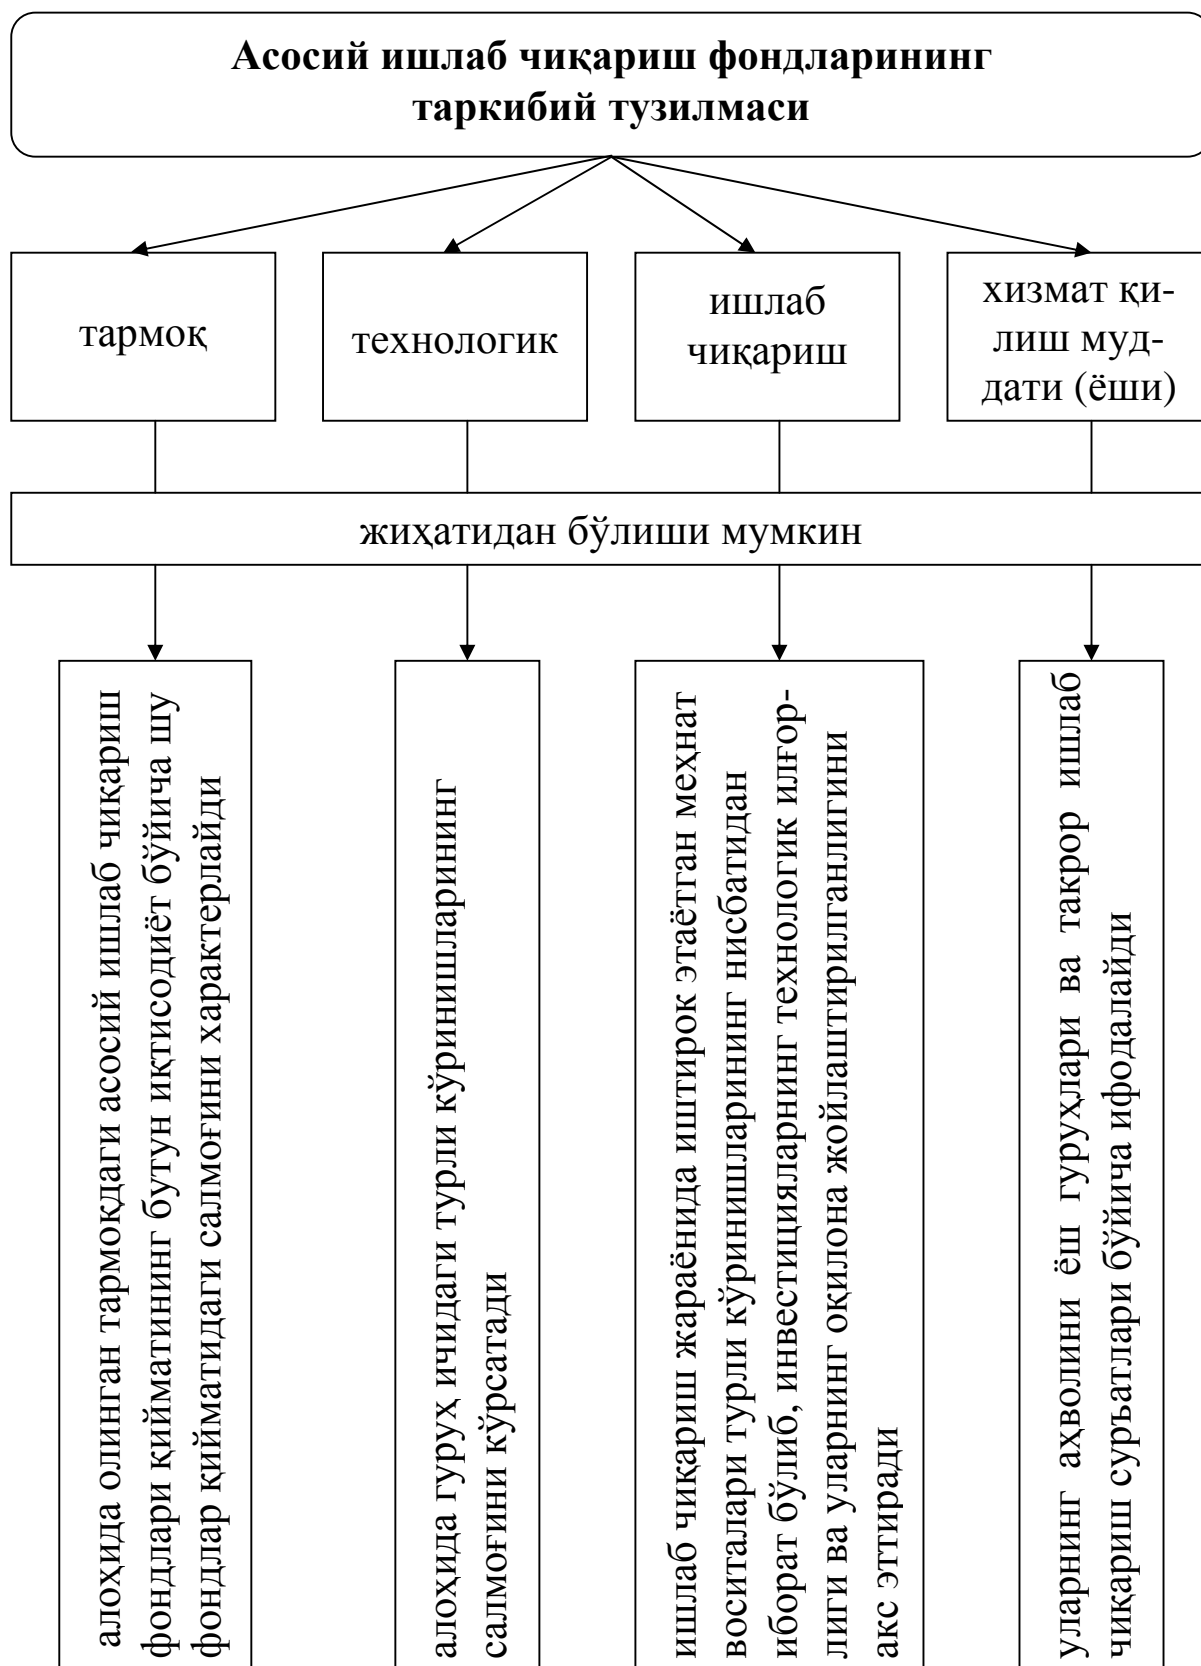 Асосий ишлаб чиқариш фондларининг
таркибий тузилмаси
тармоқ
технологик
ишлаб
чиқариш
хизмат қи-
лиш муд-
дати (ёши)
жиҳатидан бўлиши мумкин
алоҳида олинган тармоқдаги асосий ишлаб чиқариш
фондлари қийматининг бутун иқтисодиёт бўйича шу
фондлар қийматидаги салмоғини характерлайди
алоҳида гуруҳ ичидаги турли кўринишларининг
салмоғини кўрсатади
ишлаб чиқариш жараёнида иштирок этаётган меҳнат
воситалари турли кўринишларининг нисбатидан
иборат бўлиб, инвестицияларнинг технологик илғор-
лиги ва уларнинг оқилона жойлаштирилганлигини
акс эттиради
уларнинг аҳволини ёш гуруҳлари ва такрор ишлаб
чиқариш суръатлари бўйича ифодалайди